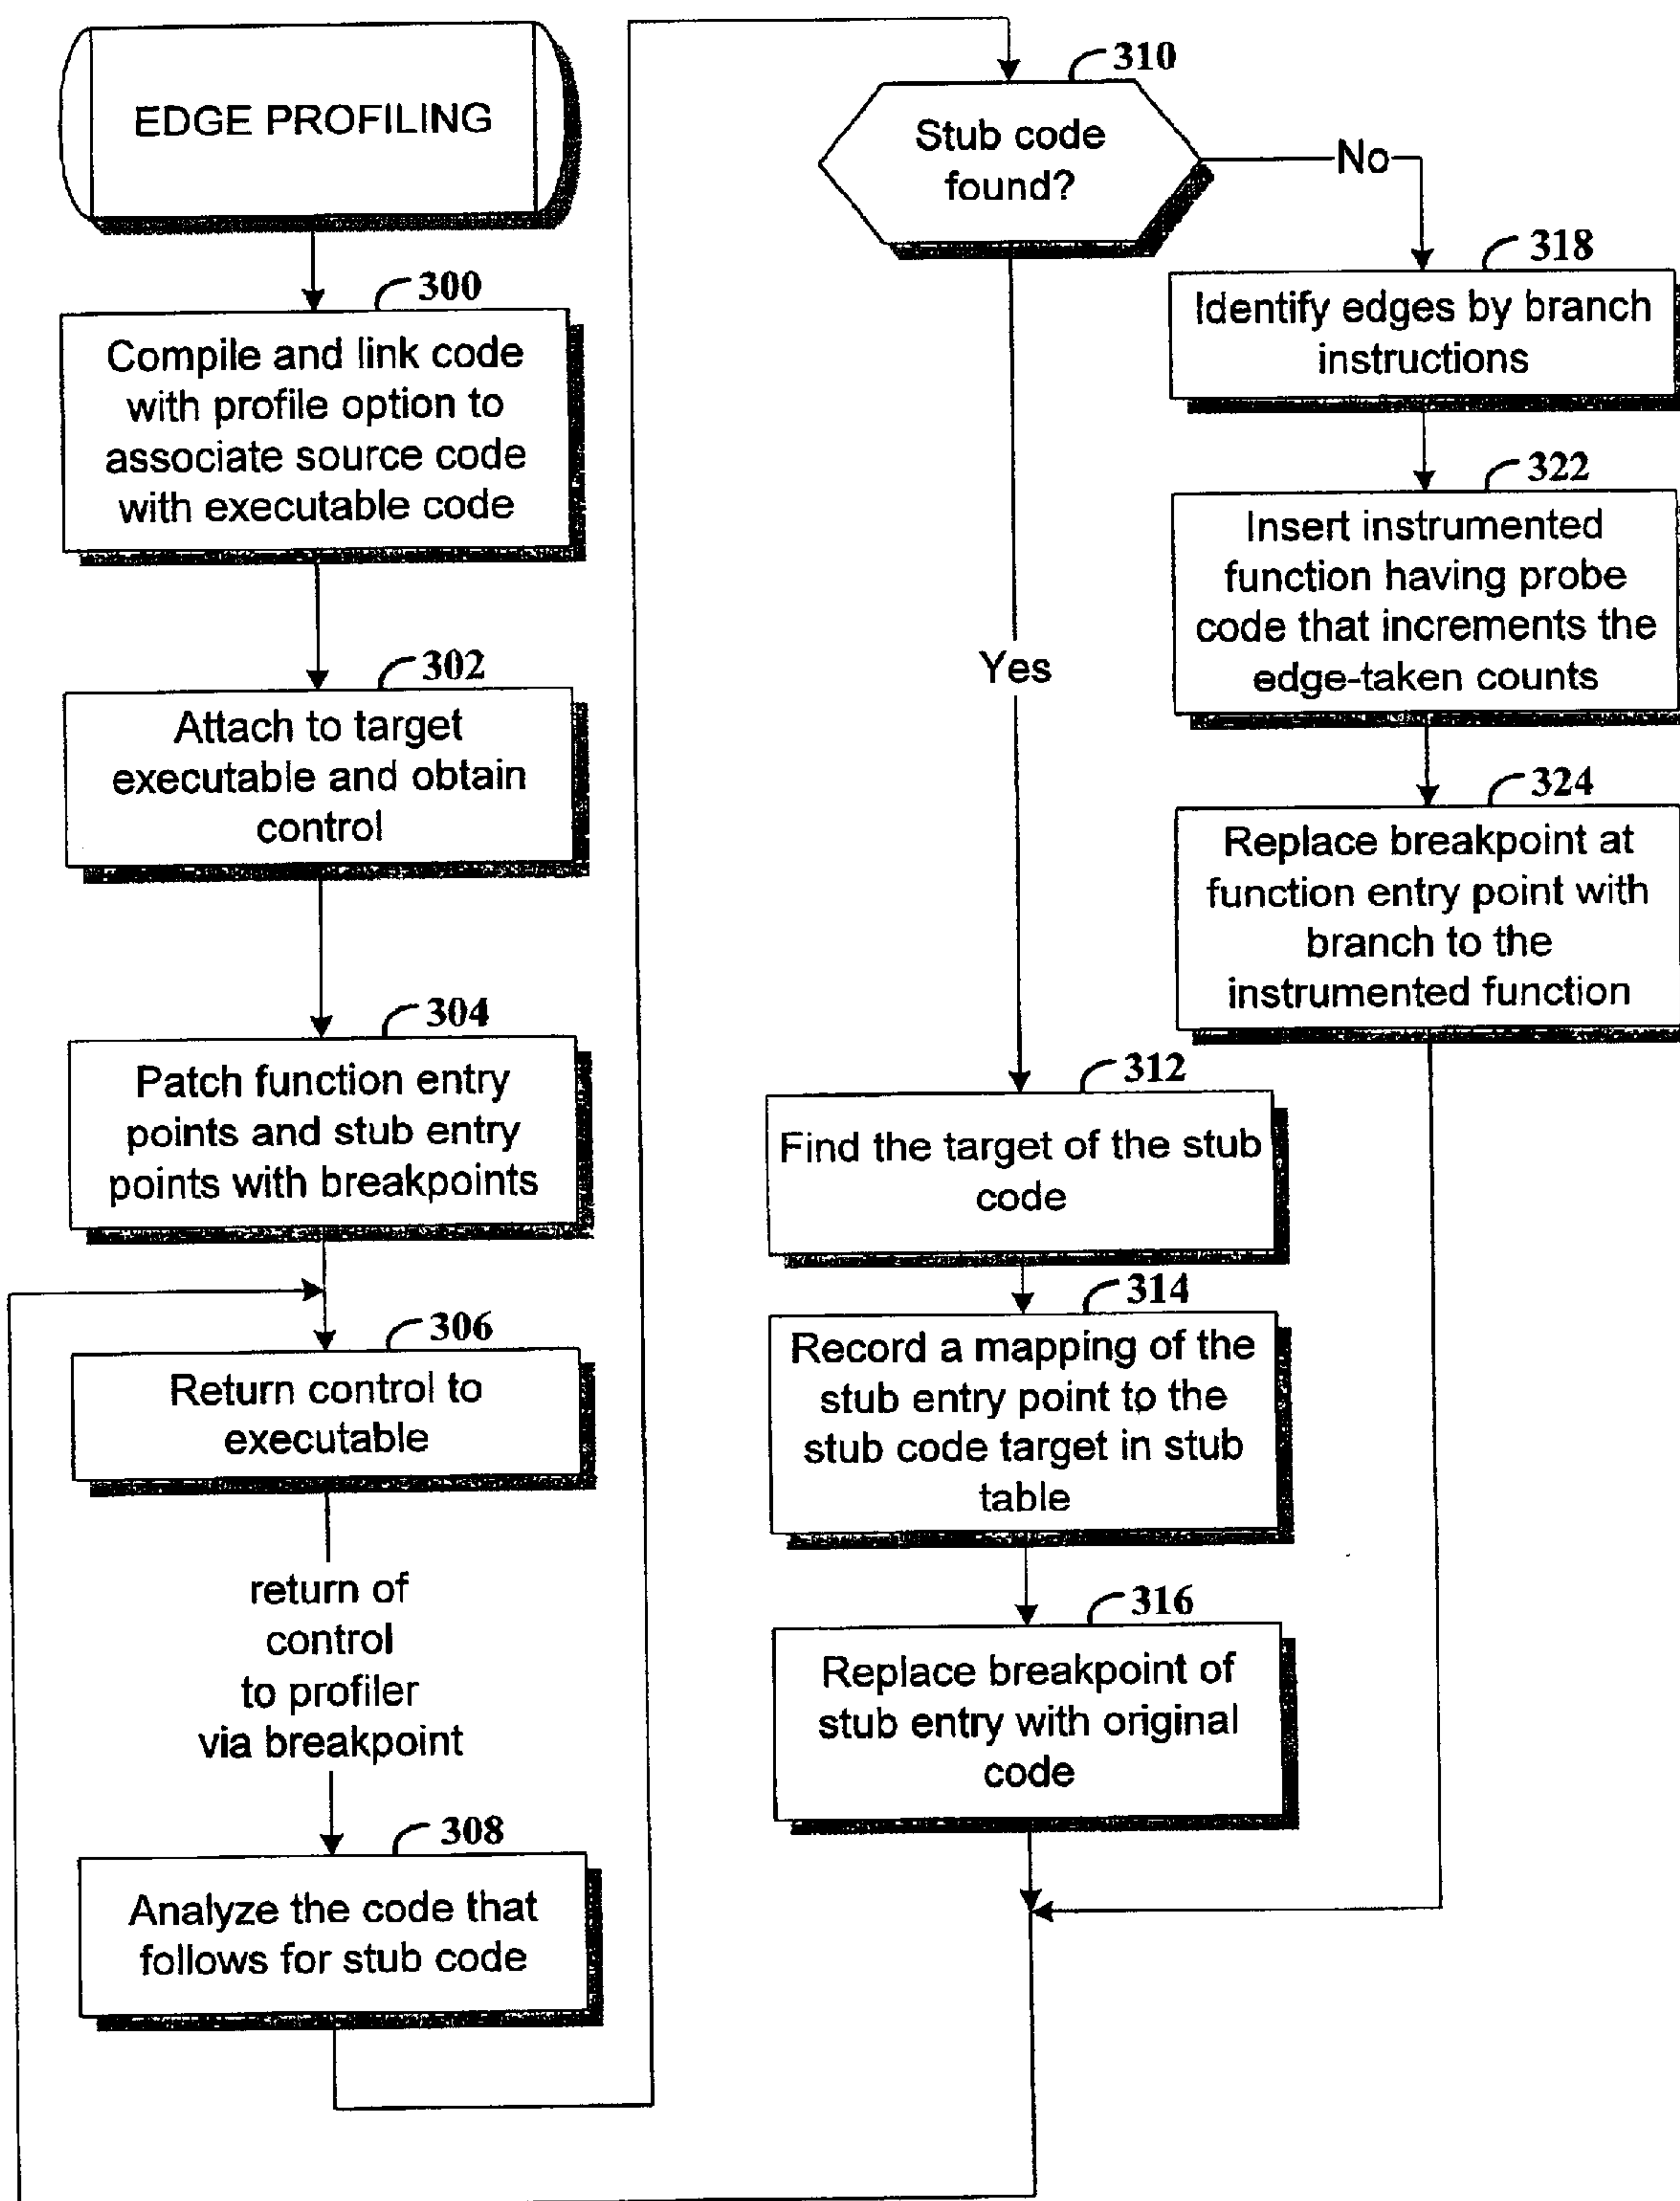 EDGE PROFILING
300
Compile and link code
with profile option to
associate source code
with executable code
302
Attach to target
executable and obtain
control
304
Patch function entry
points and stub entry
points with breakpoints
306
Return control to
executable
return of
control
to profiler
via breakpoint
308
Analyze the code that
follows for stub code
310
Stub code
found?
No
Yes
312
Find the target of the stub
code
314
Record a mapping of the
stub entry point to the
stub code target in stub
table
316
Replace breakpoint of
stub entry with original
code
318
Identify edges by branch
instructions
322
Insert instrumented
function having probe
code that increments the
edge-taken counts
324
Replace breakpoint at
function entry point with
branch to the
instrumented function